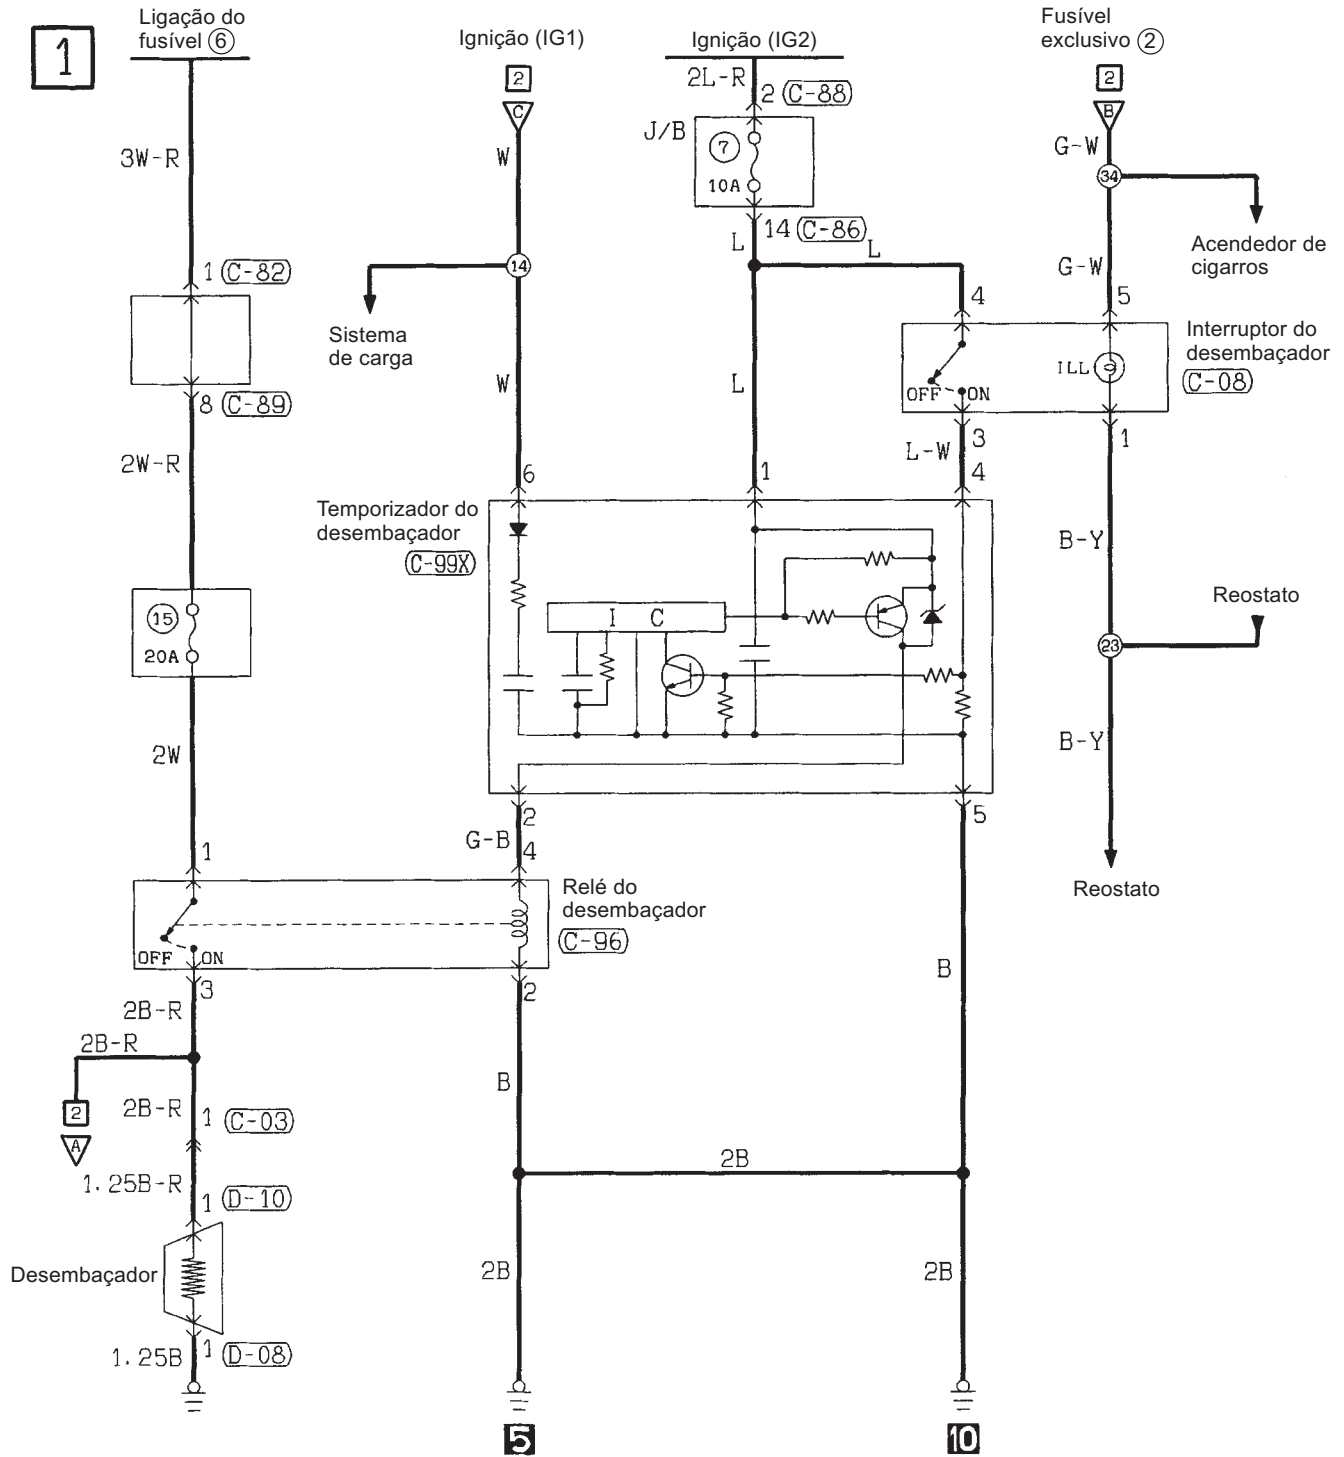 1
Ligação do
fusível 6
Ignição (IG1)
Ignição (IG2)
Fusível
exclusivo 2
2
C
2L-R
2 C-88
2
B
J/B
7
10A
3W-R
W
G-W
34
14 C-86
L
L
Acendedor de
cigarros
14
1 C-82
G-W
4
5
Sistema
de carga
Interruptor do
desembaçador
C-08
ILL
OFF
ON
W
L
8 C-89
3
1
L-W
2W-R
6
1
4
Temporizador do
desembaçador
C-99X
B-Y
I C
15
20A
Reostato
23
2W
B-Y
2
5
G-B
4
1
Relé do
desembaçador
C-96
Reostato
OFF
ON
3
2
B
2B-R
2B-R
B
2
A
2B-R
1 C-03
2B
1.25B-R
1 D-10
Desembaçador
2B
2B
1.25B
1 D-08
5
10